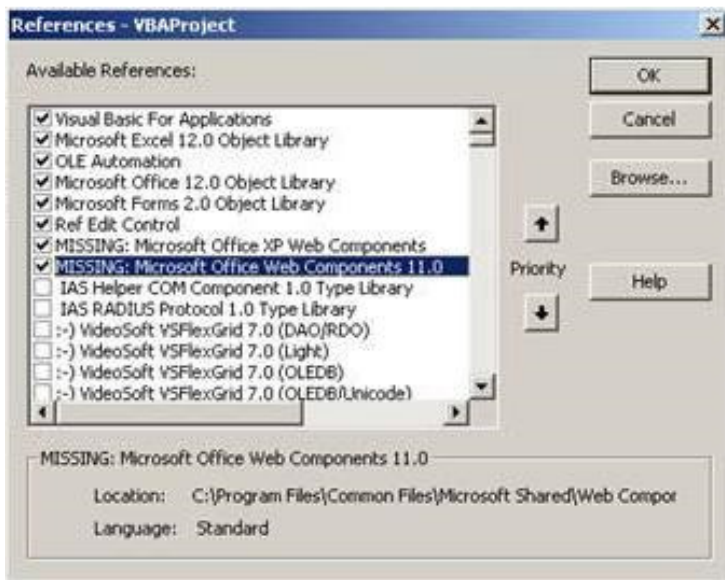 References - VBAProject
Available References:
Visual Basic For Applications
Microsoft Excel 12.0 Object Library
OLE Automation
Microsoft Office 12.0 Object Library
Microsoft Forms 2.0 Object Library
Ref Edit Control
MISSING: Microsoft Office XP Web Components
MISSING: Microsoft Office Web Components 11.0
IAS Helper COM Component 1.0 Type Library
IAS RADIUS Protocol 1.0 Type Library
:-) VideoSoft VSFlexGrid 7.0 (DAO/RDO)
:-) VideoSoft VSFlexGrid 7.0 (Light)
:-) VideoSoft VSFlexGrid 7.0 (OLEDB)
:-) VideoSoft VSFlexGrid 7.0 (OLEDB/Unicode)
OK
Cancel
Browse...
Priority
Help
MISSING: Microsoft Office Web Components 11.0
Location: C:\Program Files\Common Files\Microsoft Shared\Web Compor
Language: Standard